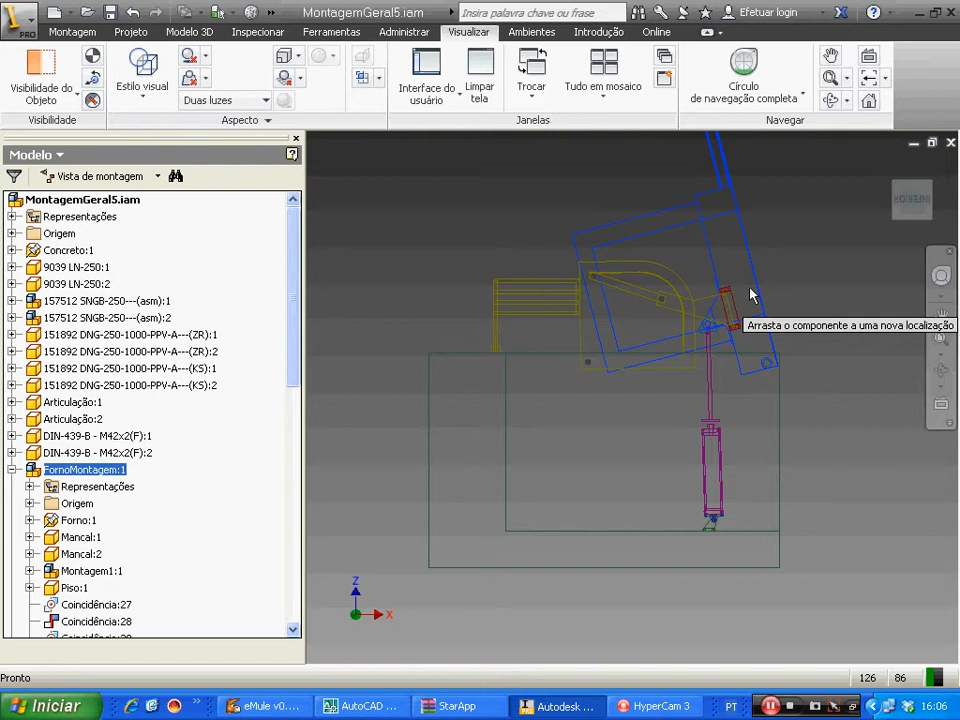 MontagemGeral5.iam
Insira palavra chave ou frase
Efetuar login
PRO
Montagem
Projeto
Modelo 3D
Inspecionar
Ferramentas
Administrar
Visualizar
Ambientes
Introdução
Online
Visibilidade do Objeto
Visibilidade
Estilo visual
Duas luzes
Aspecto
Interface do usuário
Limpar tela
Trocar
Tudo em mosaico
Janelas
Círculo de navegação completa
Navegar
Modelo
Vista de montagem
MontagemGeral5.iam
Representações
Origem
Concreto:1
9039 LN-250:1
9039 LN-250:2
157512 SNGB-250---(asm):1
157512 SNGB-250---(asm):2
151892 DNG-250-1000-PPV-A---(ZR):1
151892 DNG-250-1000-PPV-A---(ZR):2
151892 DNG-250-1000-PPV-A---(KS):1
151892 DNG-250-1000-PPV-A---(KS):2
Articulação:1
Articulação:2
DIN-439-B - M42x2(F):1
DIN-439-B - M42x2(F):2
FornoMontagem:1
Representações
Origem
Forno:1
Mancal:1
Mancal:2
Montagem1:1
Piso:1
Coincidência:27
Coincidência:28
INFERIOR
Arrasta o componente a uma nova localização
Z
X
Pronto
126
86
Iniciar
eMule v0....
AutoCAD ...
StarApp
Autodesk ...
HyperCam 3
PT
16:06